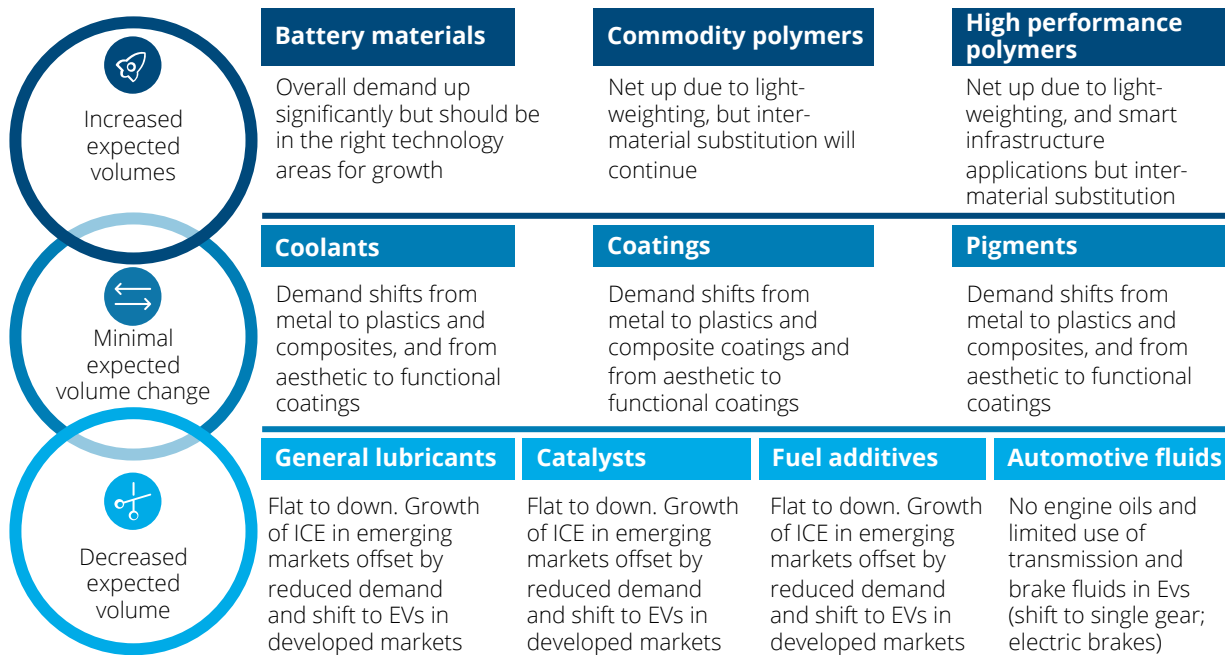 Increased
expected
volumes
Battery materials
Overall demand up
significantly but should be
in the right technology
areas for growth
Commodity polymers
Net up due to light-
weighting, but inter-
material substitution will
continue
High performance
polymers
Net up due to light-
weighting, and smart
infrastructure
applications but inter-
material substitution
Minimal
expected
volume change
Coolants
Demand shifts from
metal to plastics and
composites, and from
aesthetic to functional
coatings
Coatings
Demand shifts from
metal to plastics and
composite coatings and
from aesthetic to
functional coatings
Pigments
Demand shifts from
metal to plastics and
composites, and from
aesthetic to functional
coatings
Decreased
expected
volume
General lubricants
Flat to down. Growth
of ICE in emerging
markets offset by
reduced demand
and shift to EVs in
developed markets
Catalysts
Flat to down. Growth
of ICE in emerging
markets offset by
reduced demand
and shift to EVs in
developed markets
Fuel additives
Flat to down. Growth
of ICE in emerging
markets offset by
reduced demand
and shift to EVs in
developed markets
Automotive fluids
No engine oils and
limited use of
transmission and
brake fluids in Evs
(shift to single gear;
electric brakes)